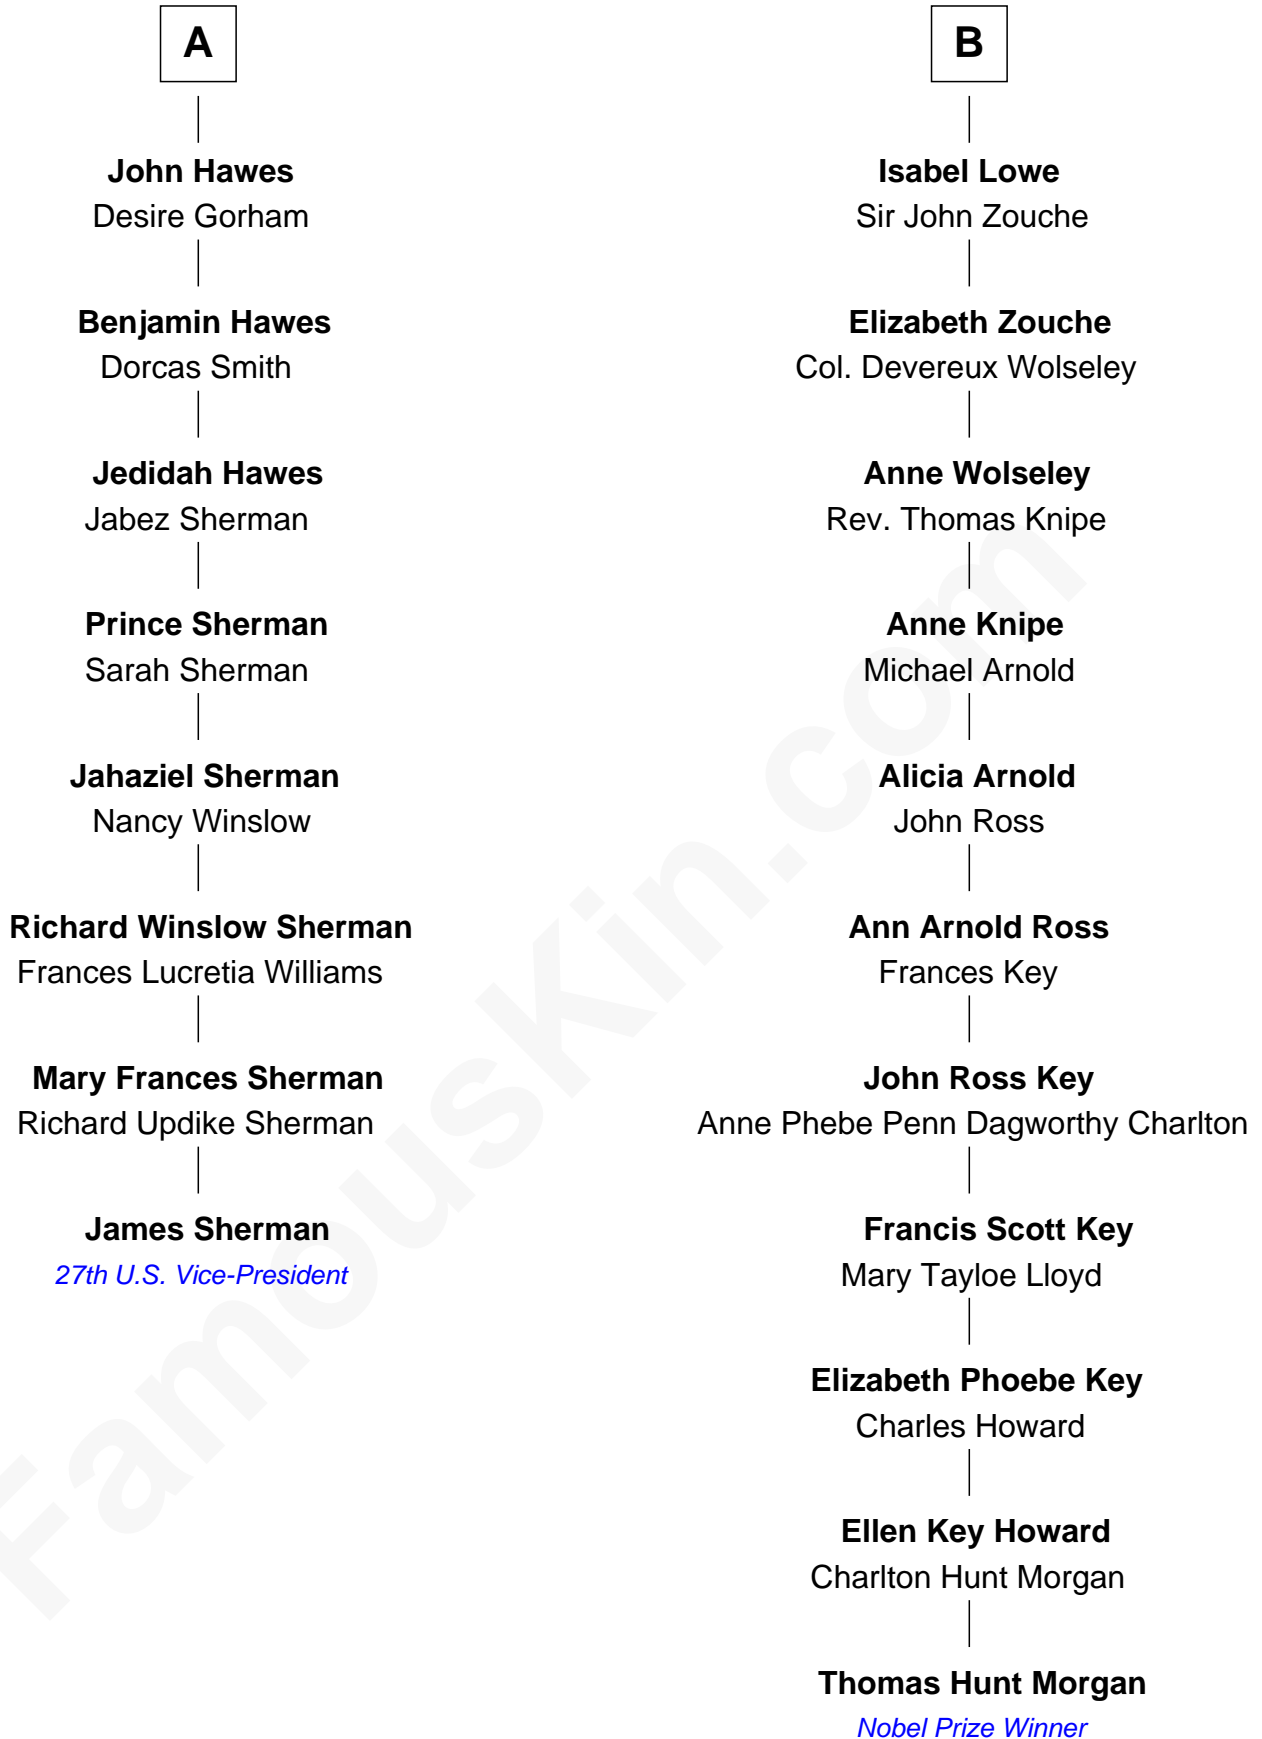 A
John Hawes
Desire Gorham
Benjamin Hawes
Dorcas Smith
Jedidah Hawes
Jabez Sherman
Prince Sherman
Sarah Sherman
Jahaziel Sherman
Nancy Winslow
Richard Winslow Sherman
Frances Lucretia Williams
Mary Frances Sherman
Richard Updike Sherman
James Sherman
27th U.S. Vice-President
B
Isabel Lowe
Sir John Zouche
Elizabeth Zouche
Col. Devereux Wolseley
Anne Wolseley
Rev. Thomas Knipe
Anne Knipe
Michael Arnold
Alicia Arnold
John Ross
Ann Arnold Ross
Frances Key
John Ross Key
Anne Phebe Penn Dagworthy Charlton
Francis Scott Key
Mary Tayloe Lloyd
Elizabeth Phoebe Key
Charles Howard
Ellen Key Howard
Charlton Hunt Morgan
Thomas Hunt Morgan
Nobel Prize Winner
FamousKin.com